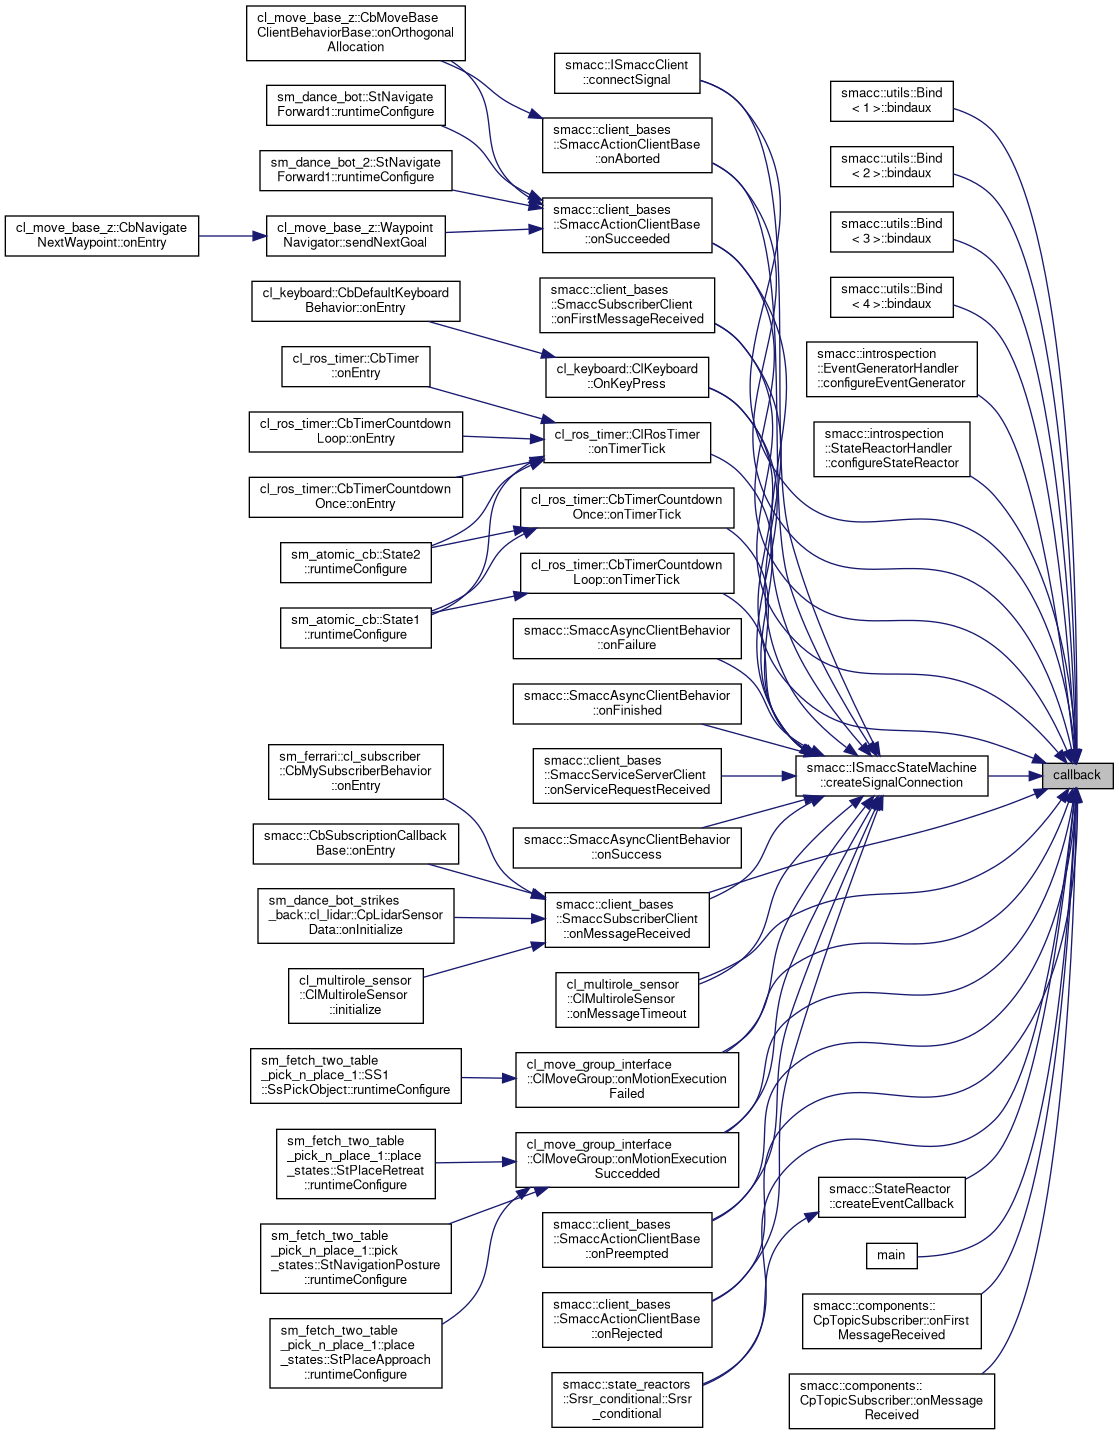 cl_move_base_z::CbMoveBase
ClientBehaviorBase::onOrthogonal
Allocation
sm_dance_bot::StNavigate
Forward1::runtimeConfigure
sm_dance_bot_2::StNavigate
Forward1::runtimeConfigure
cl_move_base_z::CbNavigate
NextWaypoint::onEntry
cl_move_base_z::Waypoint
Navigator::sendNextGoal
cl_keyboard::CbDefaultKeyboard
Behavior::onEntry
cl_ros_timer::CbTimer
::onEntry
cl_ros_timer::CbTimerCountdown
Loop::onEntry
cl_ros_timer::CbTimerCountdown
Once::onEntry
sm_atomic_cb::State2
::runtimeConfigure
sm_atomic_cb::State1
::runtimeConfigure
sm_ferrari::cl_subscriber
::CbMySubscriberBehavior
::onEntry
smacc::CbSubscriptionCallback
Base::onEntry
sm_dance_bot_strikes
_back::cl_lidar::CpLidarSensor
Data::onInitialize
cl_multirole_sensor
::ClMultiroleSensor
::initialize
sm_fetch_two_table
_pick_n_place_1::SS1
::SsPickObject::runtimeConfigure
sm_fetch_two_table
_pick_n_place_1::place
_states::StPlaceRetreat
::runtimeConfigure
sm_fetch_two_table
_pick_n_place_1::pick
_states::StNavigationPosture
::runtimeConfigure
sm_fetch_two_table
_pick_n_place_1::place
_states::StPlaceApproach
::runtimeConfigure
smacc::ISmaccClient
::connectSignal
smacc::client_bases
::SmaccActionClientBase
::onAborted
smacc::client_bases
::SmaccActionClientBase
::onSucceeded
smacc::client_bases
::SmaccSubscriberClient
::onFirstMessageReceived
cl_keyboard::ClKeyboard
::OnKeyPress
cl_ros_timer::ClRosTimer
::onTimerTick
cl_ros_timer::CbTimerCountdown
Once::onTimerTick
cl_ros_timer::CbTimerCountdown
Loop::onTimerTick
smacc::SmaccAsyncClientBehavior
::onFailure
smacc::SmaccAsyncClientBehavior
::onFinished
smacc::client_bases
::SmaccServiceServerClient
::onServiceRequestReceived
smacc::SmaccAsyncClientBehavior
::onSuccess
smacc::client_bases
::SmaccSubscriberClient
::onMessageReceived
cl_multirole_sensor
::ClMultiroleSensor
::onMessageTimeout
cl_move_group_interface
::ClMoveGroup::onMotionExecution
Failed
cl_move_group_interface
::ClMoveGroup::onMotionExecution
Succedded
smacc::client_bases
::SmaccActionClientBase
::onPreempted
smacc::client_bases
::SmaccActionClientBase
::onRejected
smacc::state_reactors
::Srsr_conditional::Srsr
_conditional
smacc::utils::Bind
< 1 >::bindaux
smacc::utils::Bind
< 2 >::bindaux
smacc::utils::Bind
< 3 >::bindaux
smacc::utils::Bind
< 4 >::bindaux
smacc::introspection
::EventGeneratorHandler
::configureEventGenerator
smacc::introspection
::StateReactorHandler
::configureStateReactor
smacc::ISmaccStateMachine
::createSignalConnection
callback
smacc::StateReactor
::createEventCallback
main
smacc::components::
CpTopicSubscriber::onFirst
MessageReceived
smacc::components::
CpTopicSubscriber::onMessage
Received